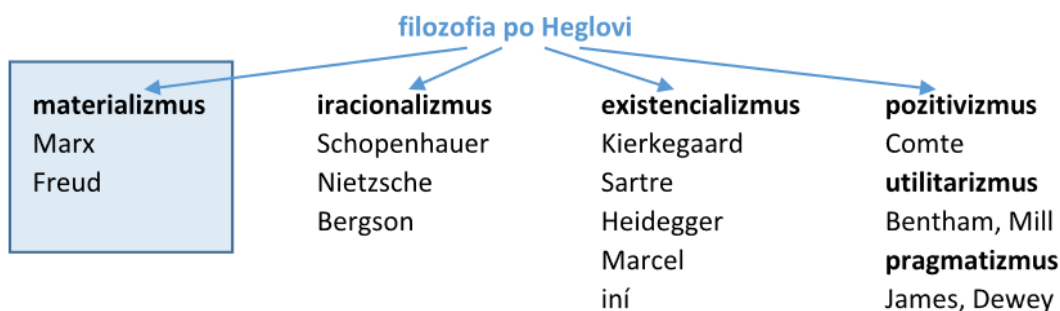 filozofia po Heglovi
materializmus
Marx
Freud
iracionalizmus
Schopenhauer
Nietzsche
Bergson
existencializmus
Kierkegaard
Sartre
Heidegger
Marcel
iní
pozitivizmus
Comte
utilitarizmus
Bentham, Mill
pragmatizmus
James, Dewey